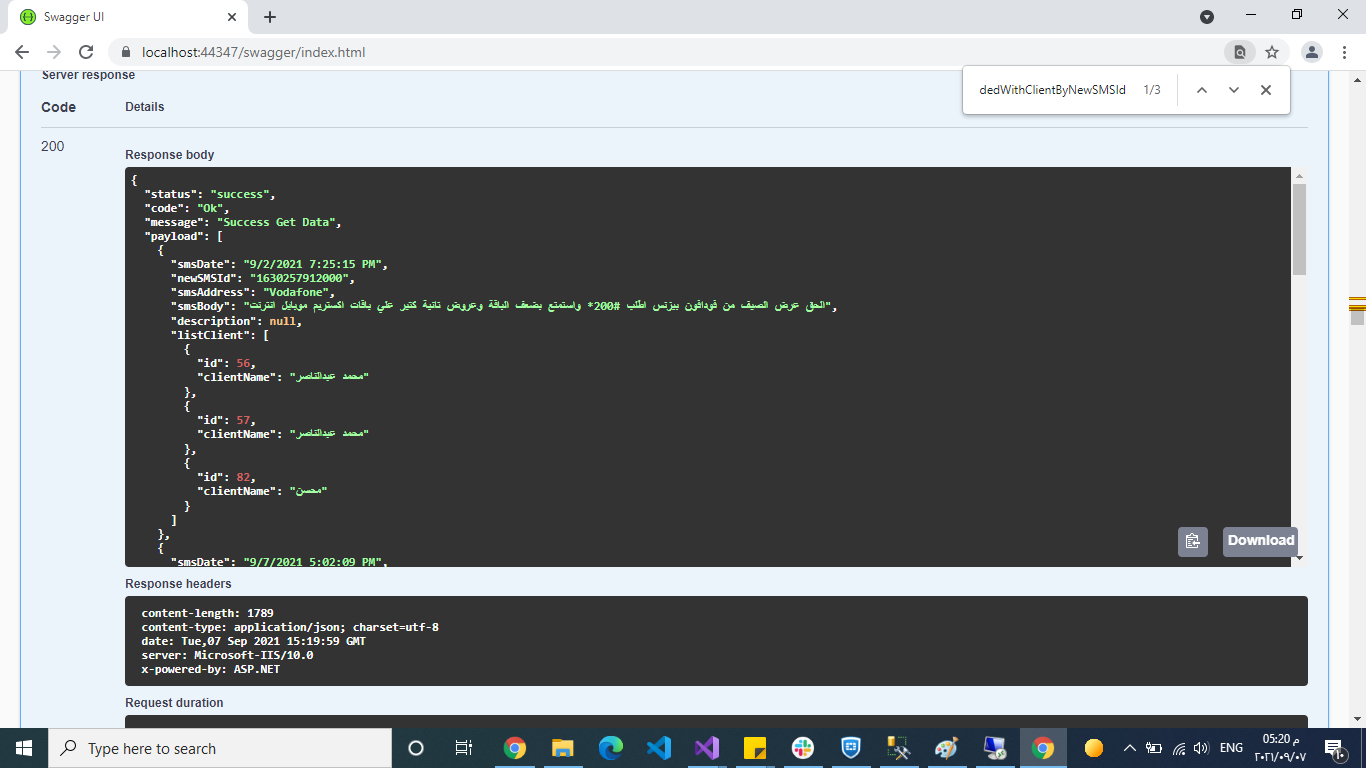 Swagger UI
localhost:44347/swagger/index.html
dedWithClientByNewSMSId 1/3
Server response
Code Details
200
Response body
{
"status": "success",
"code": "Ok",
"message": "Success Get Data",
"payload": [
{
"smsDate": "9/2/2021 7:25:15 PM",
"newSMSId": "1630257912000",
"smsAddress": "Vodafone",
"smsBody": "الحق عرض الصيف من فودافون بيزنس اطلب #200* واستمتع بضعف الباقة وعروض تانية كتير علي باقات اكستريم موبايل انترنت",
"description": null,
"listClient": [
{
"id": 56,
"clientName": "محمد عبدالناصر"
},
{
"id": 57,
"clientName": "محمد عبدالناصر"
},
{
"id": 82,
"clientName": "محسن"
}
]
},
{
"smsDate": "9/7/2021 5:02:09 PM",
Download
Response headers
content-length: 1789
content-type: application/json; charset=utf-8
date: Tue,07 Sep 2021 15:19:59 GMT
server: Microsoft-IIS/10.0
x-powered-by: ASP.NET
Request duration
Type here to search
ENG
05:20 م
٢٠٢١/٠٩/٠٧
1